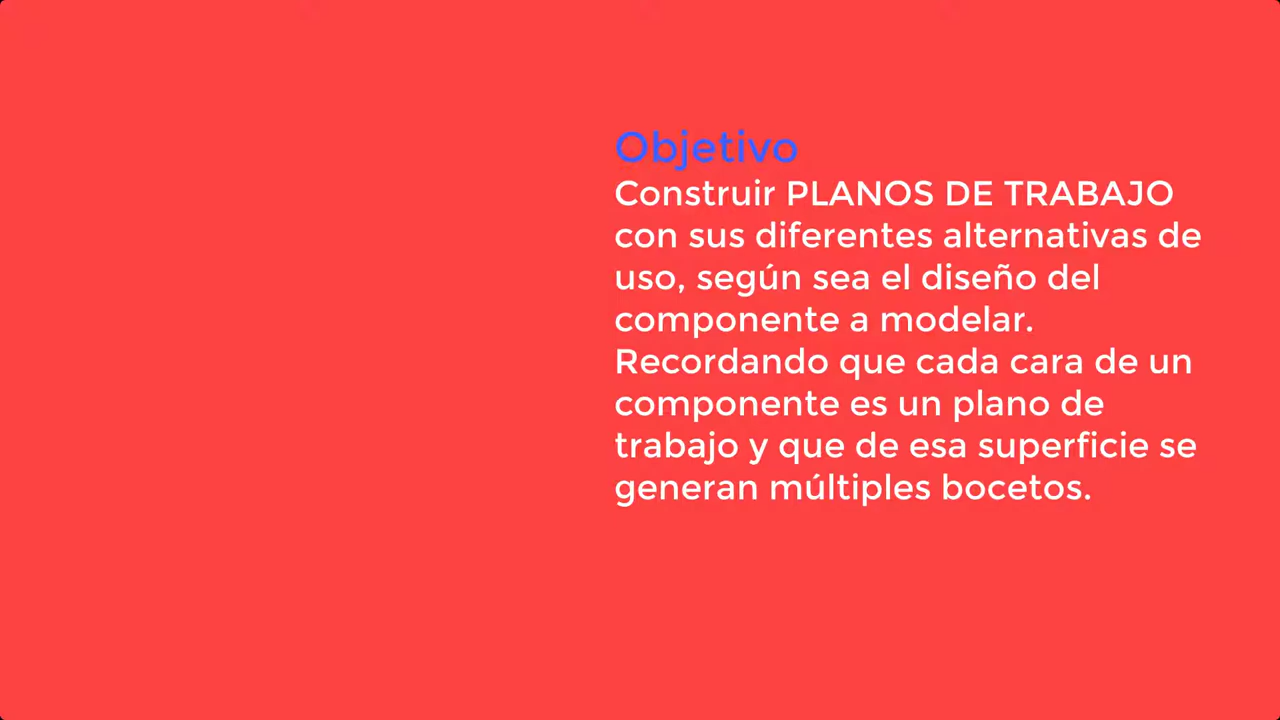 Objetivo
Construir PLANOS DE TRABAJO
con sus diferentes alternativas de
uso, según sea el diseño del
componente a modelar.
Recordando que cada cara de un
componente es un plano de
trabajo y que de esa superficie se
generan múltiples bocetos.